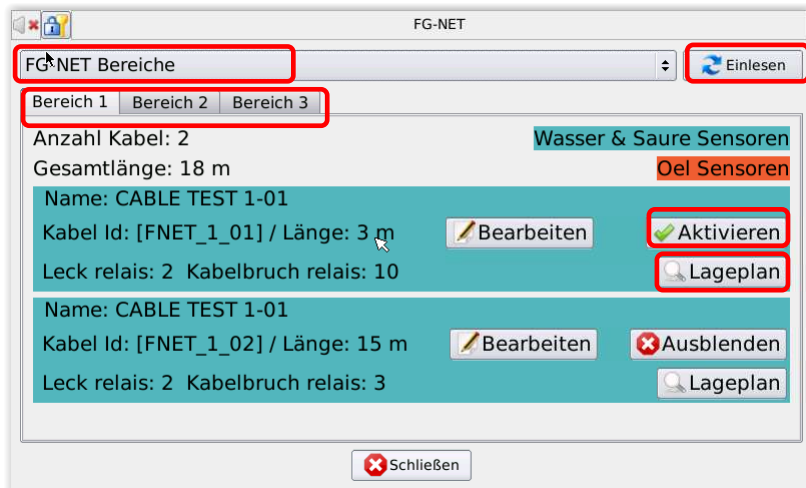 FG-NET
FG-NET Bereiche
Einlesen
Bereich 1 Bereich 2 Bereich 3
Anzahl Kabel: 2 Wasser & Saure Sensoren
Gesamtlänge: 18 m Oel Sensoren
Name: CABLE TEST 1-01
Kabel Id: [FNET_1_01] / Länge: 3 m Bearbeiten Aktivieren
Leck relais: 2 Kabelbruch relais: 10 Lageplan
Name: CABLE TEST 1-01
Kabel Id: [FNET_1_02] / Länge: 15 m Bearbeiten Ausblenden
Leck relais: 2 Kabelbruch relais: 3 Lageplan
Schließen